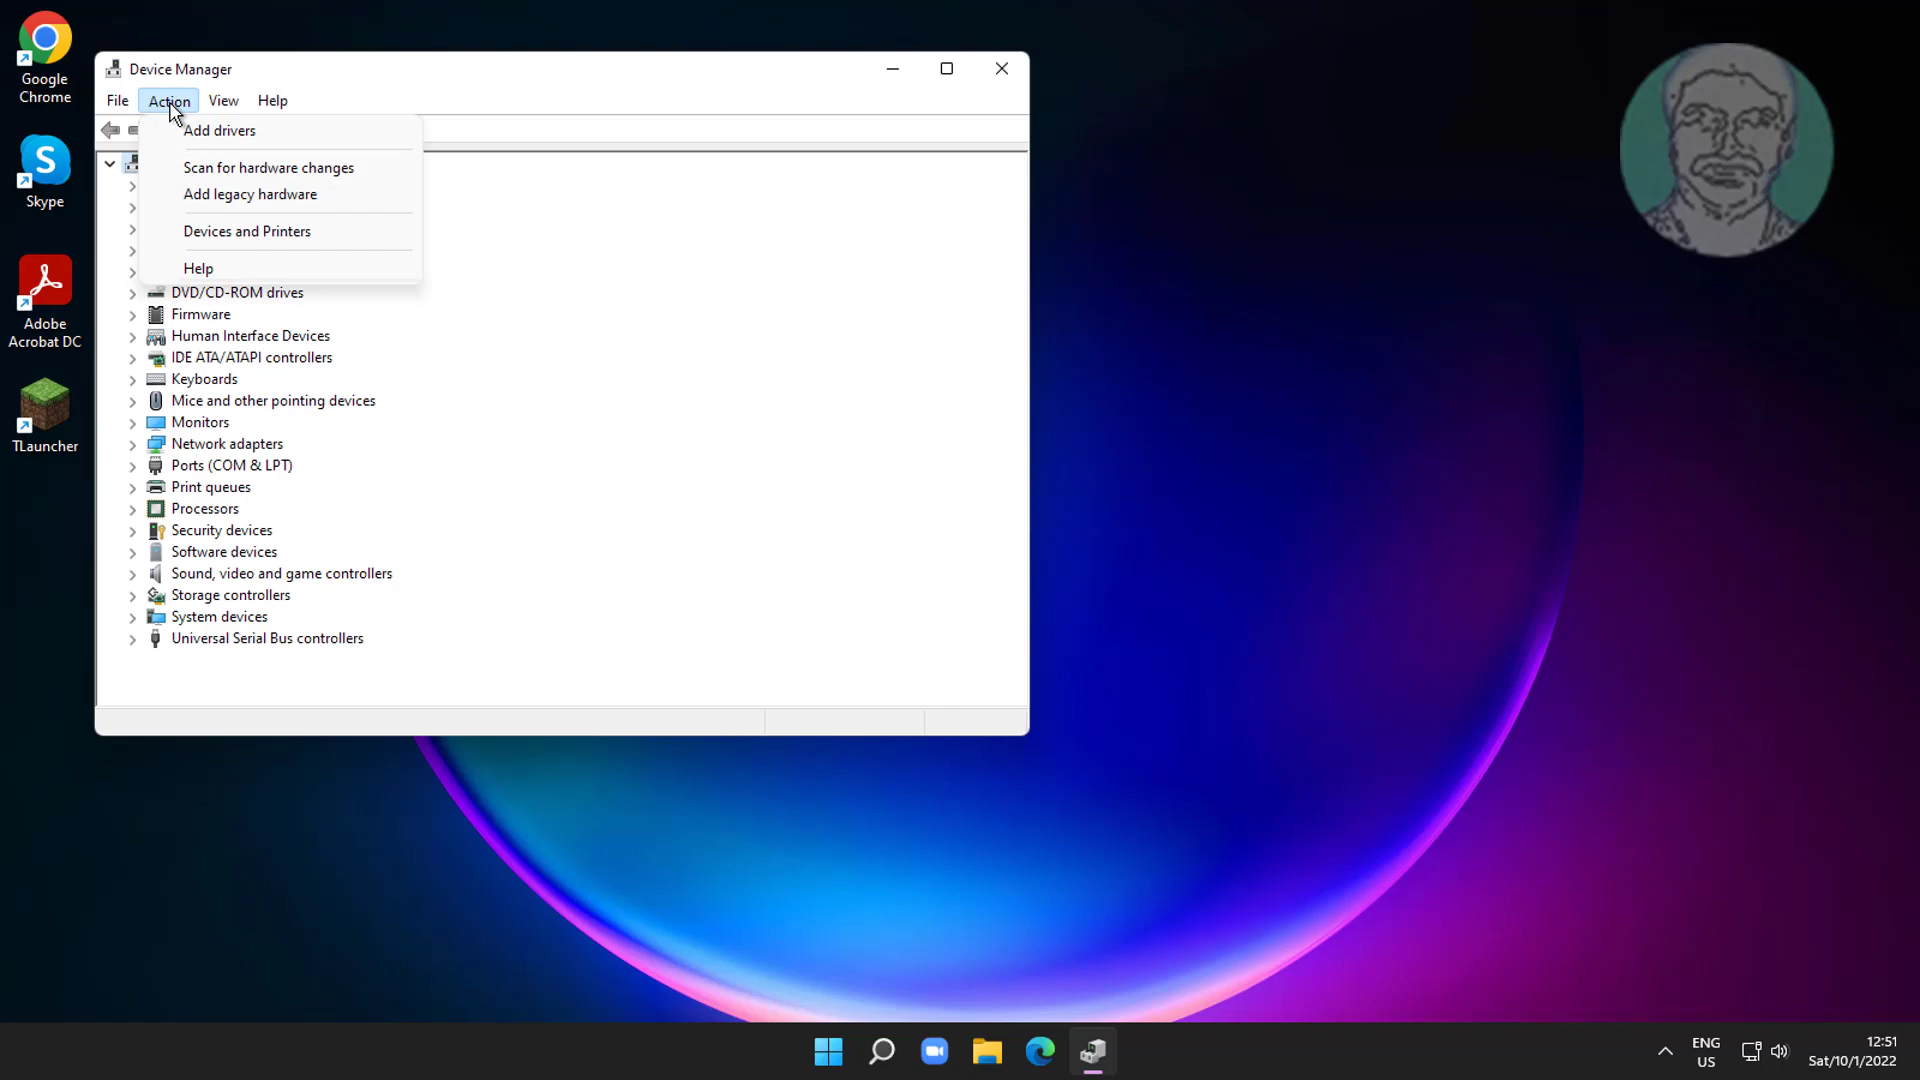 Google
Chrome
Skype
Adobe
Acrobat DC
TLauncher
Device Manager
File Action View Help
Add drivers
Scan for hardware changes
Add legacy hardware
Devices and Printers
Help
DVD/CD-ROM drives
Firmware
Human Interface Devices
IDE ATA/ATAPI controllers
Keyboards
Mice and other pointing devices
Monitors
Network adapters
Ports (COM & LPT)
Print queues
Processors
Security devices
Software devices
Sound, video and game controllers
Storage controllers
System devices
Universal Serial Bus controllers
ENG
US
12:51
Sat/10/1/2022